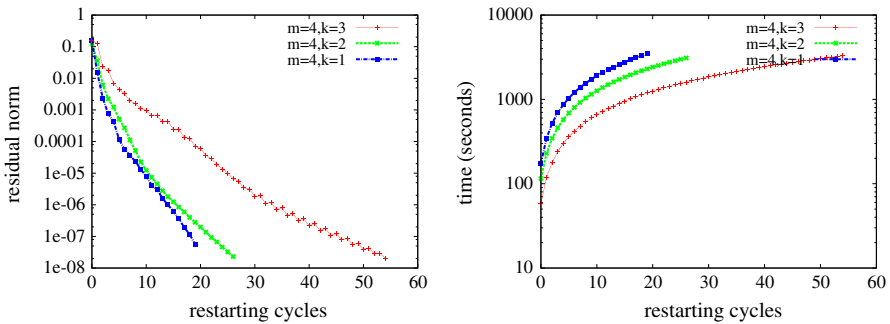 1
0.1
0.01
0.001
0.0001
1e-05
1e-06
1e-07
1e-08
residual norm
m=4,k=3
m=4,k=2
m=4,k=1
0 10 20 30 40 50 60
restarting cycles
10000
1000
100
10
time (seconds)
m=4,k=3
m=4,k=2
m=4,k=1
0 10 20 30 40 50 60
restarting cycles